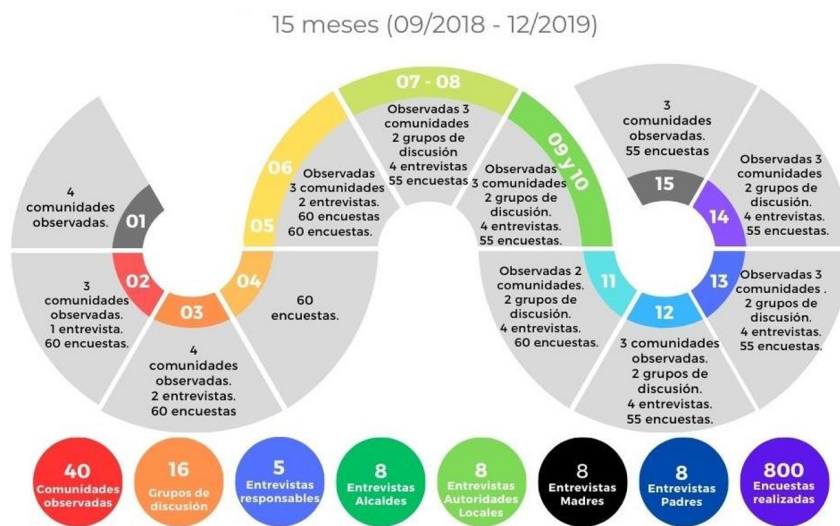 15 meses (09/2018 - 12/2019)
01
4
comunidades
observadas.
02
3
comunidades
observadas.
1 entrevista.
60 encuestas.
03
4
comunidades
observadas.
2 entrevistas.
60 encuestas
04
60
encuestas.
05
06
Observadas
3 comunidades
2 entrevistas.
60 encuestas
60 encuestas.
07 - 08
Observadas 3
comunidades
2 grupos de
discusión
4 entrevistas
55 encuestas
09 y 10
Observadas
3 comunidades
2 grupos de
discusión.
4 entrevistas.
55 encuestas.
11
Observadas 2
comunidades.
2 grupos de
discusión.
4 entrevistas.
60 encuestas.
12
3 comunidades
observadas.
2 grupos de
discusión.
4 entrevistas.
55 encuestas.
13
Observadas 3
comunidades .
2 grupos de
discusión.
4 entrevistas.
55 encuestas.
14
Observadas 3
comunidades
2 grupos de
discusión.
4 entrevistas.
55 encuestas.
15
3
comunidades
observadas.
55 encuestas
40
Comunidades
observadas
16
Grupos de
discusión
5
Entrevistas
responsables
8
Entrevistas
Alcaldes
8
Entrevistas
Autoridades
Locales
8
Entrevistas
Madres
8
Entrevistas
Padres
800
Encuestas
realizadas